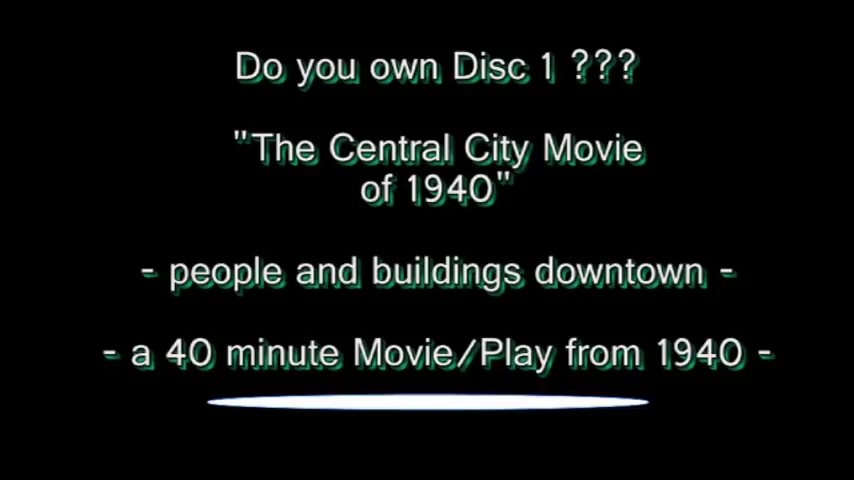 Do you own Disc 1 ???
"The Central City Movie
of 1940"
- people and buildings downtown -
- a 40 minute Movie/Play from 1940 -